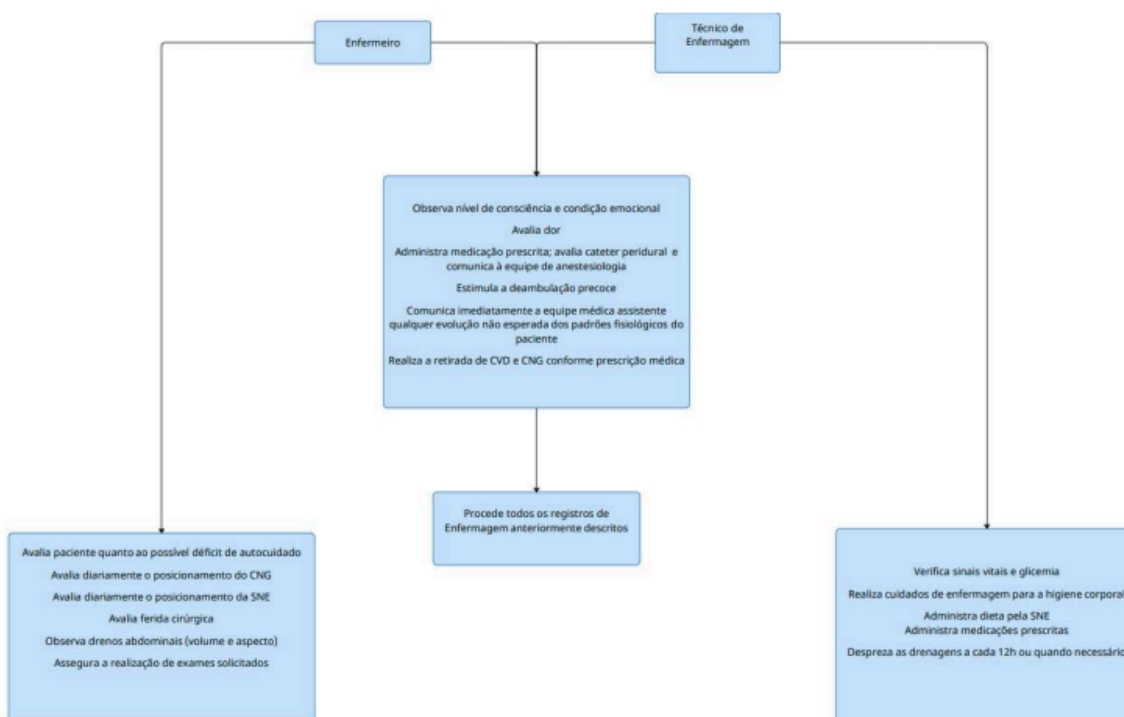 Enfermeiro
Técnico de
Enfermagem
Observa nível de consciência e condição emocional
Avalia dor
Administra medicação prescrita; avalia cateter peridural e
comunica à equipe de anestesiologia
Estimula a deambulação precoce
Comunica imediatamente a equipe médica assistente
qualquer evolução não esperada dos padrões fisiológicos do
paciente
Realiza a retirada de CVD e CNG conforme prescrição médica
Procede todos os registros de
Enfermagem anteriormente descritos
Avalia paciente quanto ao possível déficit de autocuidado
Avalia diariamente o posicionamento do CNG
Avalia diariamente o posicionamento da SNE
Avalia ferida cirúrgica
Observa drenos abdominais (volume e aspecto)
Assegura a realização de exames solicitados
Verifica sinais vitais e glicemia
Realiza cuidados de enfermagem para a higiene corporal
Administra dieta pela SNE
Administra medicações prescritas
Despreza as drenagens a cada 12h ou quando necessário